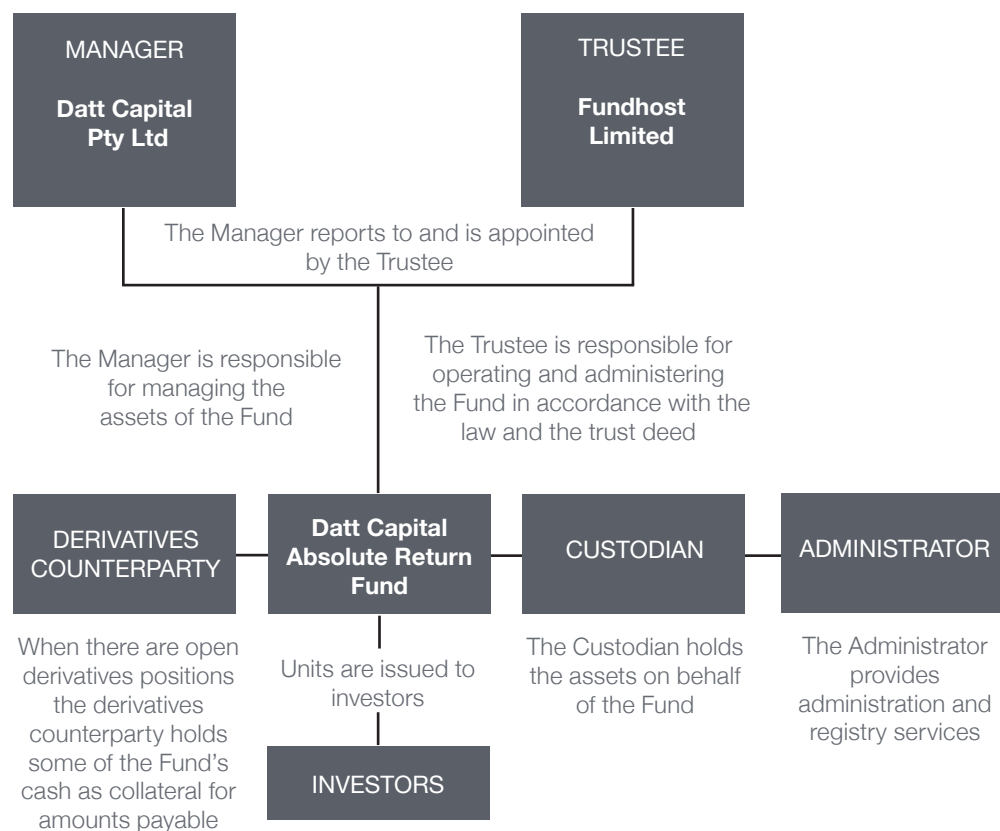 MANAGER
Datt Capital
Pty Ltd
TRUSTEE
Fundhost
Limited
The Manager reports to and is appointed
by the Trustee
The Manager is responsible
for managing the
assets of the Fund
The Trustee is responsible for
operating and administering
the Fund in accordance with the
law and the trust deed
DERIVATIVES
COUNTERPARTY
Datt Capital
Absolute Return
Fund
CUSTODIAN
ADMINISTRATOR
When there are open
derivatives positions
the derivatives
counterparty holds
some of the Fund’s
cash as collateral for
amounts payable
Units are issued to
investors
The Custodian holds
the assets on behalf
of the Fund
The Administrator
provides
administration and
registry services
INVESTORS